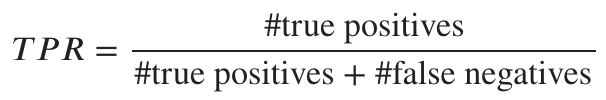 TPR = #true positives / #true positives + #false negatives